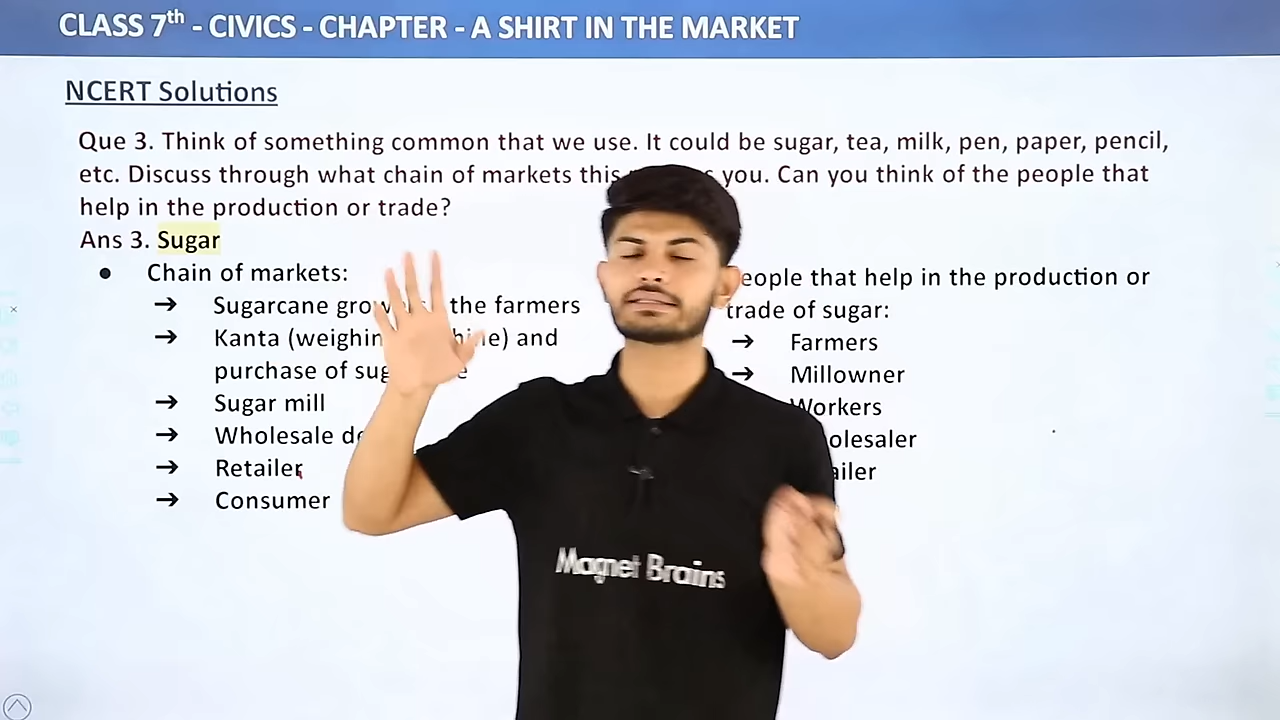 CLASS 7th - CIVICS - CHAPTER - A SHIRT IN THE MARKET
NCERT Solutions
Que 3. Think of something common that we use. It could be sugar, tea, milk, pen, paper, pencil,
etc. Discuss through what chain of markets this you. Can you think of the people that
help in the production or trade?
Ans 3. Sugar
● Chain of markets:
➔ Sugarcane the farmers
➔ Kanta and
purchase of
➔ Sugar mill
➔ Wholesale
➔ Retailer
➔ Consumer
that help in the production or
trade of sugar:
➔ Farmers
➔ Millowner
Workers
Magnet Brains